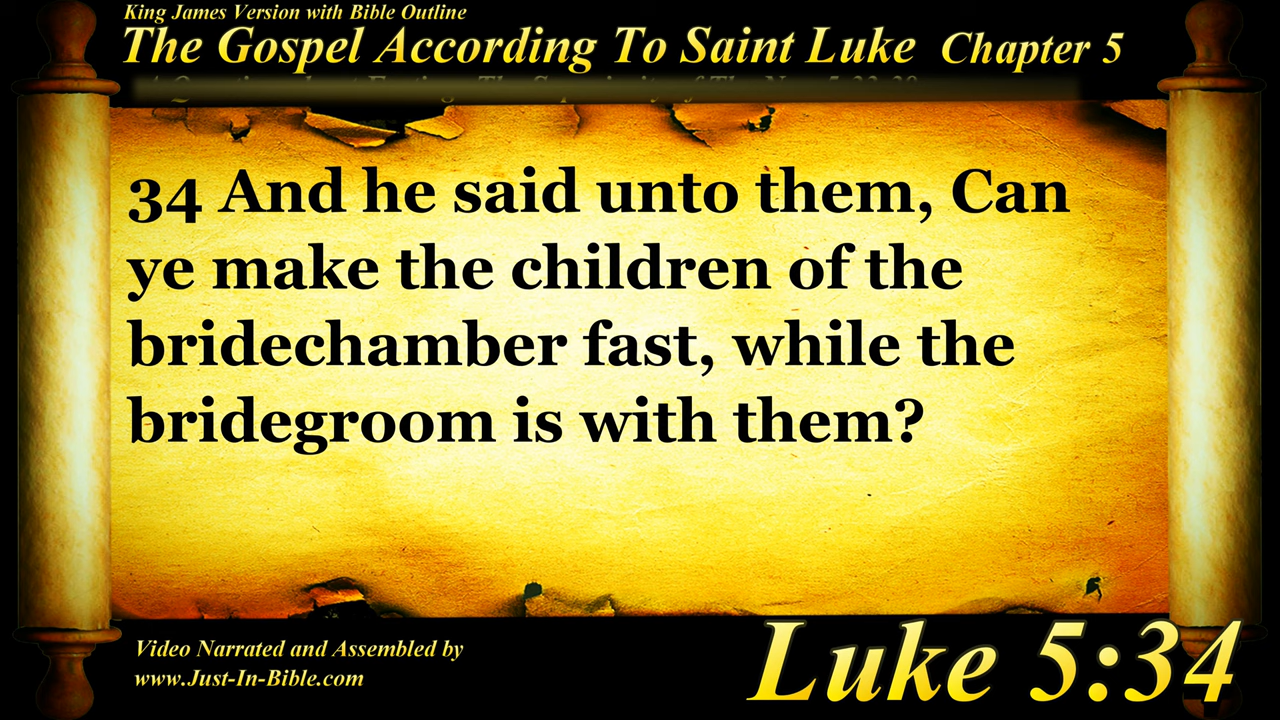 King James Version with Bible Outline
The Gospel According To Saint Luke Chapter 5
34 And he said unto them, Can
ye make the children of the
bridechamber fast, while the
bridegroom is with them?
Video Narrated and Assembled by
www.Just-In-Bible.com
Luke 5:34